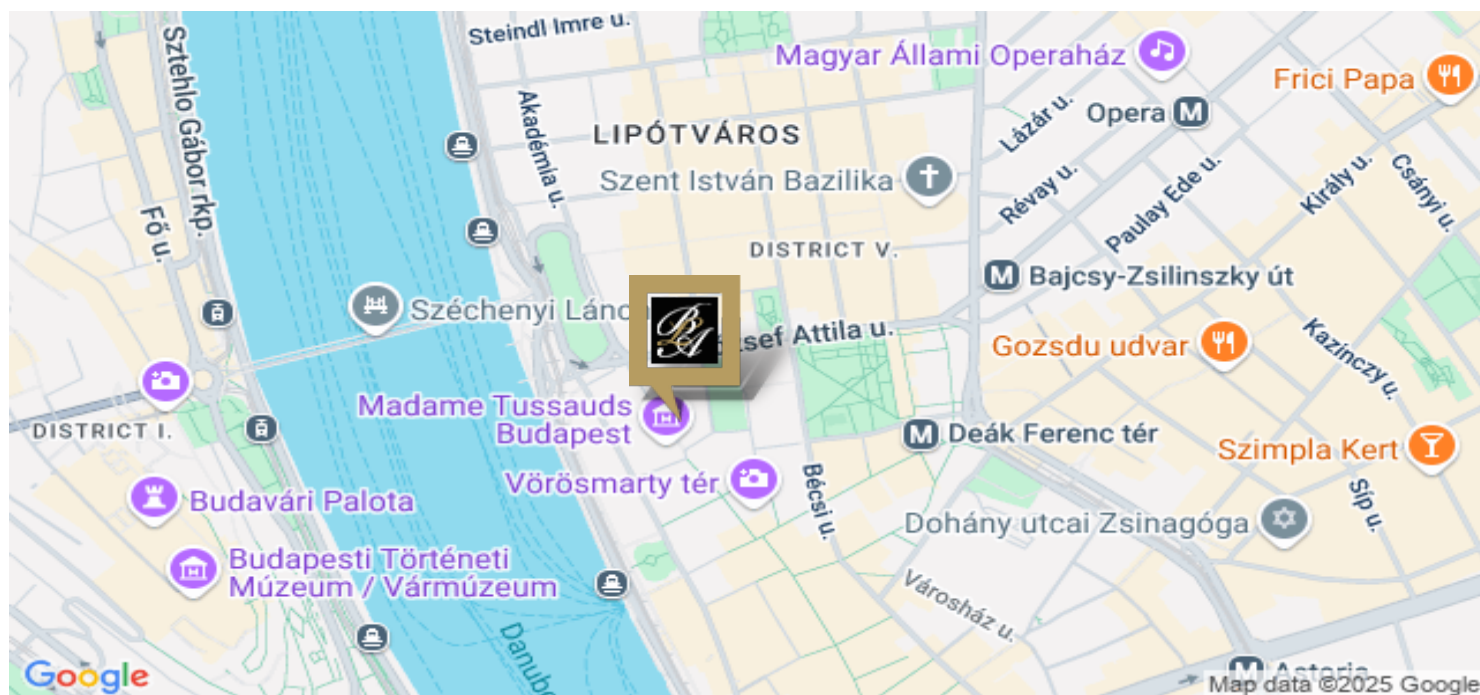 Steindl Imre u.
Sztehlo Gábor rkp.
Magyar Állami Operaház
Frici Papa
Akadémia u.
Lázár u.
Opera M
LIPÓTVÁROS
Szent István Bazilika
Révay u.
Paulay Ede u.
Király u.
Csányi u.
Fő u.
DISTRICT V.
M Bajcsy-Zsilinszky út
Széchenyi Lánc
BLA
sef Attila u.
Gozsdu udvar
Kazinczy u.
Madame Tussauds
Budapest
DISTRICT I.
M Deák Ferenc tér
Szimpla Kert
Vörösmarty tér
Bécsi u.
Budavári Palota
Dohány utcai Zsinagóga
Síp u.
Budapesti Történeti
Múzeum / Vármúzeum
Városház u.
Danube
Google
M Astoria
Map data ©2025 Google